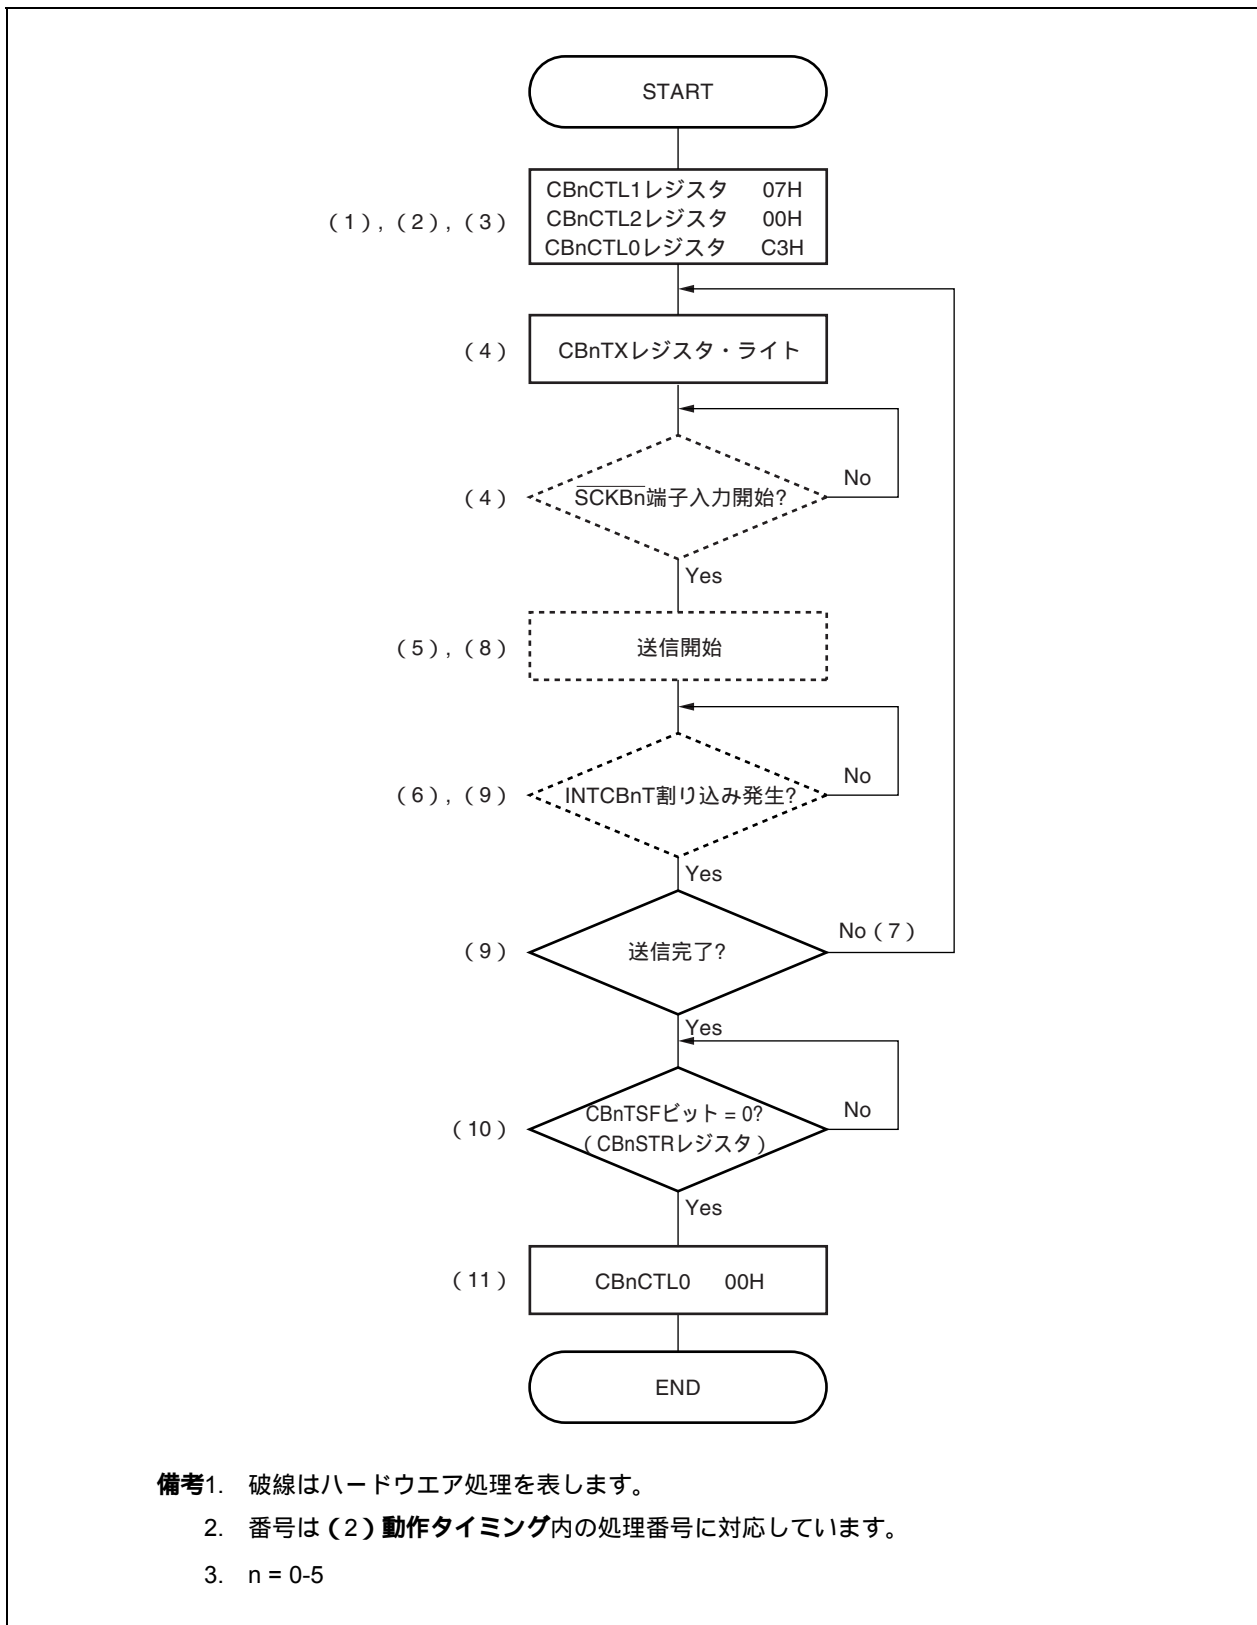 START
(1), (2), (3)
CBnCTL1レジスタ 07H
CBnCTL2レジスタ 00H
CBnCTL0レジスタ C3H
(4) CBnTXレジスタ・ライト
(4) SCKBn端子入力開始? No
Yes
(5), (8) 送信開始
(6), (9) INTCBnT割り込み発生? No
Yes
(9) 送信完了? No (7)
Yes
CBnTSFビット = 0? No
(10)
(CBnSTRレジスタ)
Yes
(11) CBnCTL0 00H
END
備考1. 破線はハードウエア処理を表します。
2. 番号は(2)動作タイミング内の処理番号に対応しています。
3. n = 0-5